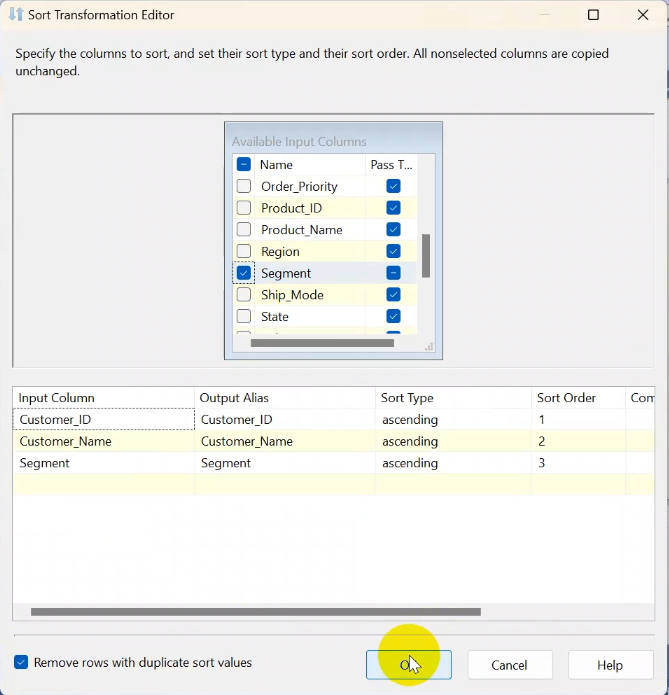 Sort Transformation Editor
Specify the columns to sort, and set their sort type and their sort order. All nonselected columns are copied
unchanged.
Available Input Columns
Name Pass T...
Order_Priority
Product_ID
Product_Name
Region
Segment
Ship_Mode
State
Input Column Output Alias Sort Type Sort Order Com
Customer_ID Customer_ID ascending 1
Customer_Name Customer_Name ascending 2
Segment Segment ascending 3
Remove rows with duplicate sort values
Cancel
Help